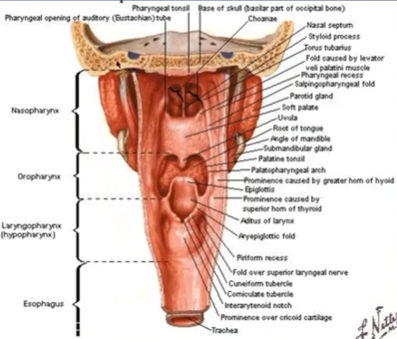 Pharyngeal tonsil
Base of skull (basilar part of occipital bone)
Pharyngeal opening of auditory (Eustachian) tube
Choanae
Nasal septum
Styloid process
Torus tubarius
Fold caused by levator
veli palatini muscle
Pharyngeal recess
Salpingopharyngeal fold
Parotid gland
Soft palate
Uvula
Root of tongue
Angle of mandible
Submandibular gland
Palatine tonsil
Palatopharyngeal arch
Prominence caused by greater horn of hyoid
Epiglottis
Prominence caused by
superior horn of thyroid
Aditus of larynx
Aryepiglottic fold
Piriform recess
Fold over superior laryngeal nerve
Cuneiform tubercle
Corniculate tubercle
Interarytenoid notch
Prominence over cricoid cartilage
Trachea
Nasopharynx
Oropharynx
Laryngopharynx
(hypopharynx)
Esophagus